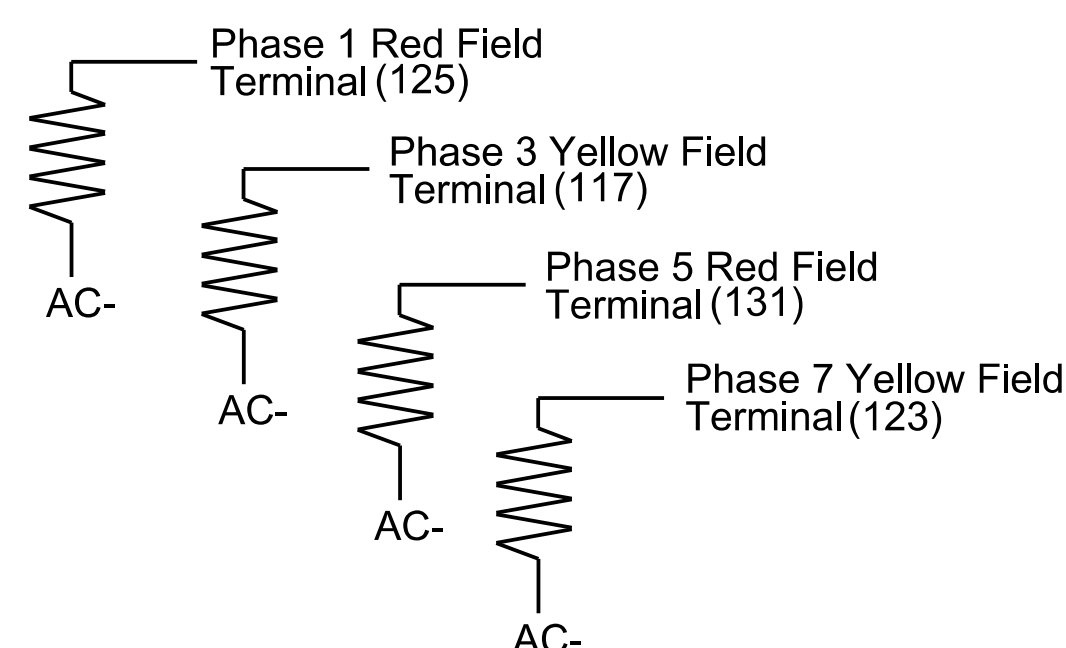 Phase 1 Red Field
Terminal (125)
AC-
Phase 3 Yellow Field
Terminal (117)
AC-
Phase 5 Red Field
Terminal (131)
AC-
Phase 7 Yellow Field
Terminal (123)
AC-